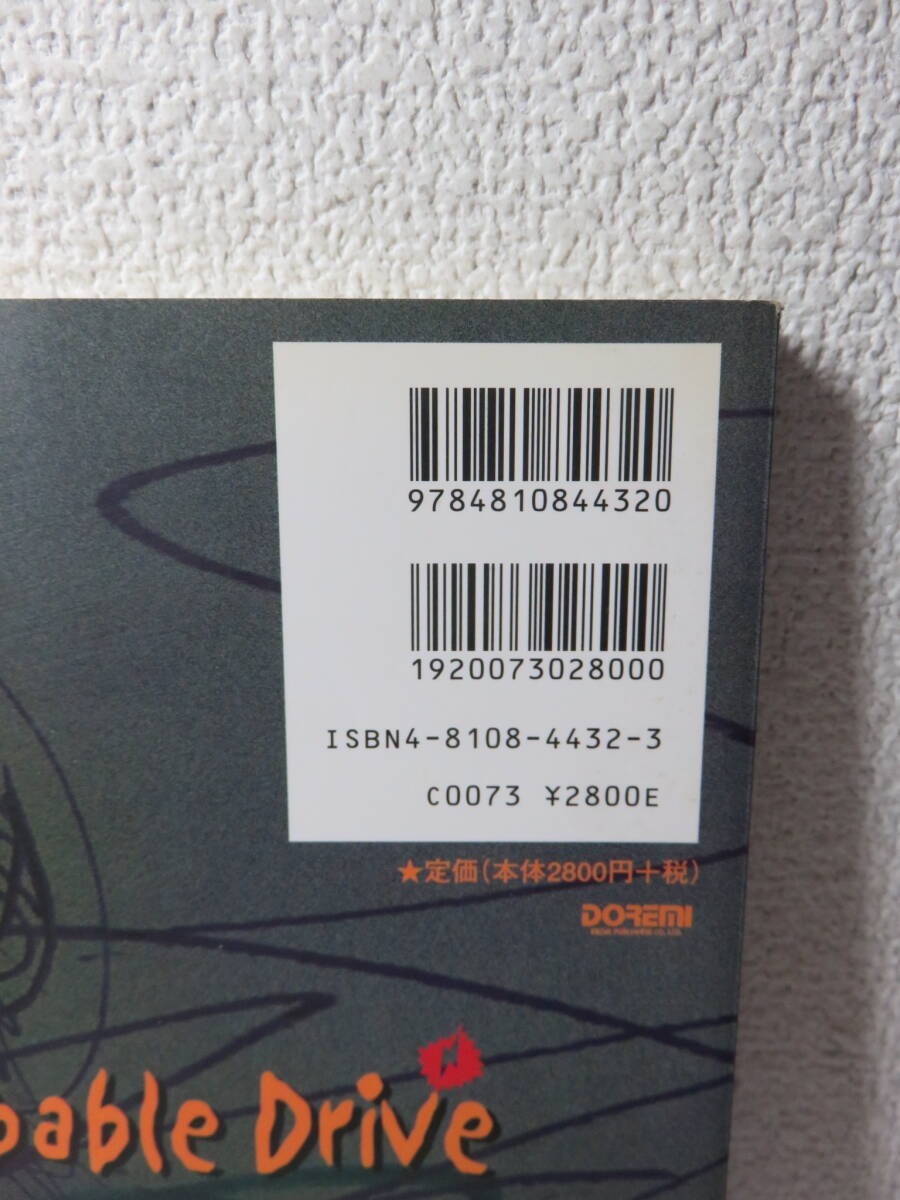 9784810844320
1920073028000
ISBN4-8108-4432-3
C0073 ¥2800E
★定価(本体2800円+税)
DOREMI
bable Drive